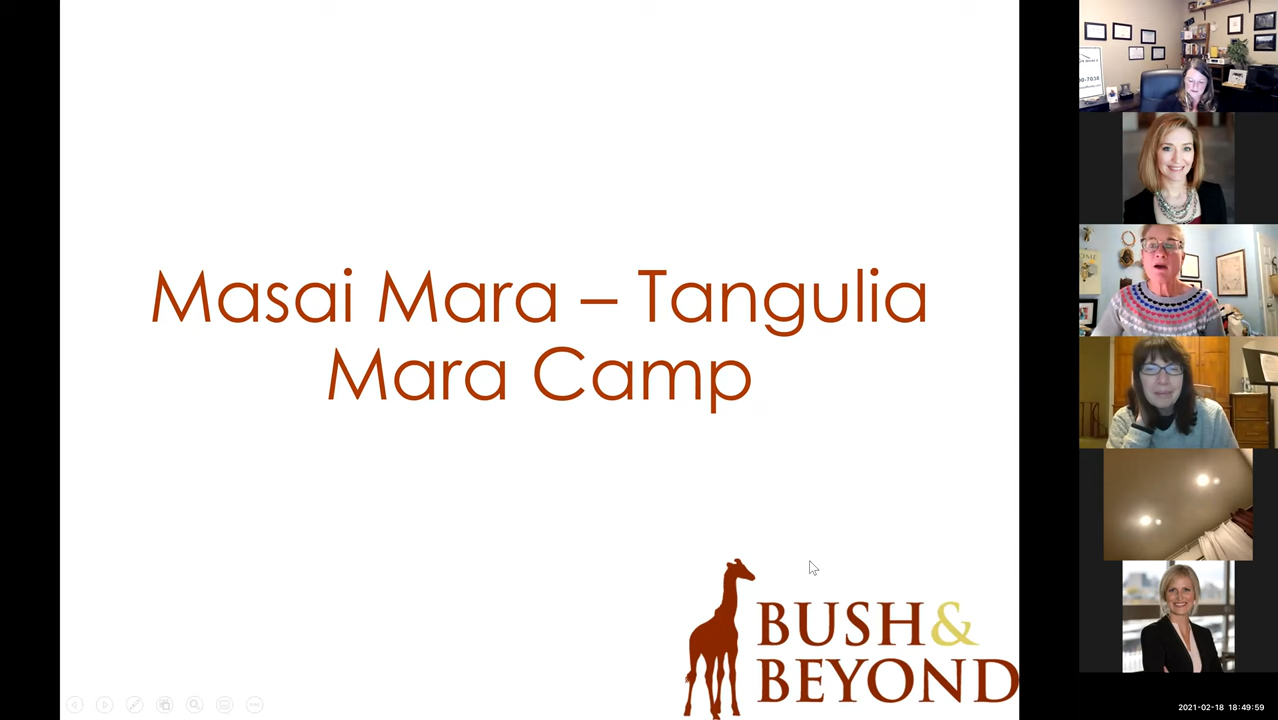 Masai Mara – Tangulia
Mara Camp
BUSH&
BEYOND
2021-02-18 18:49:59